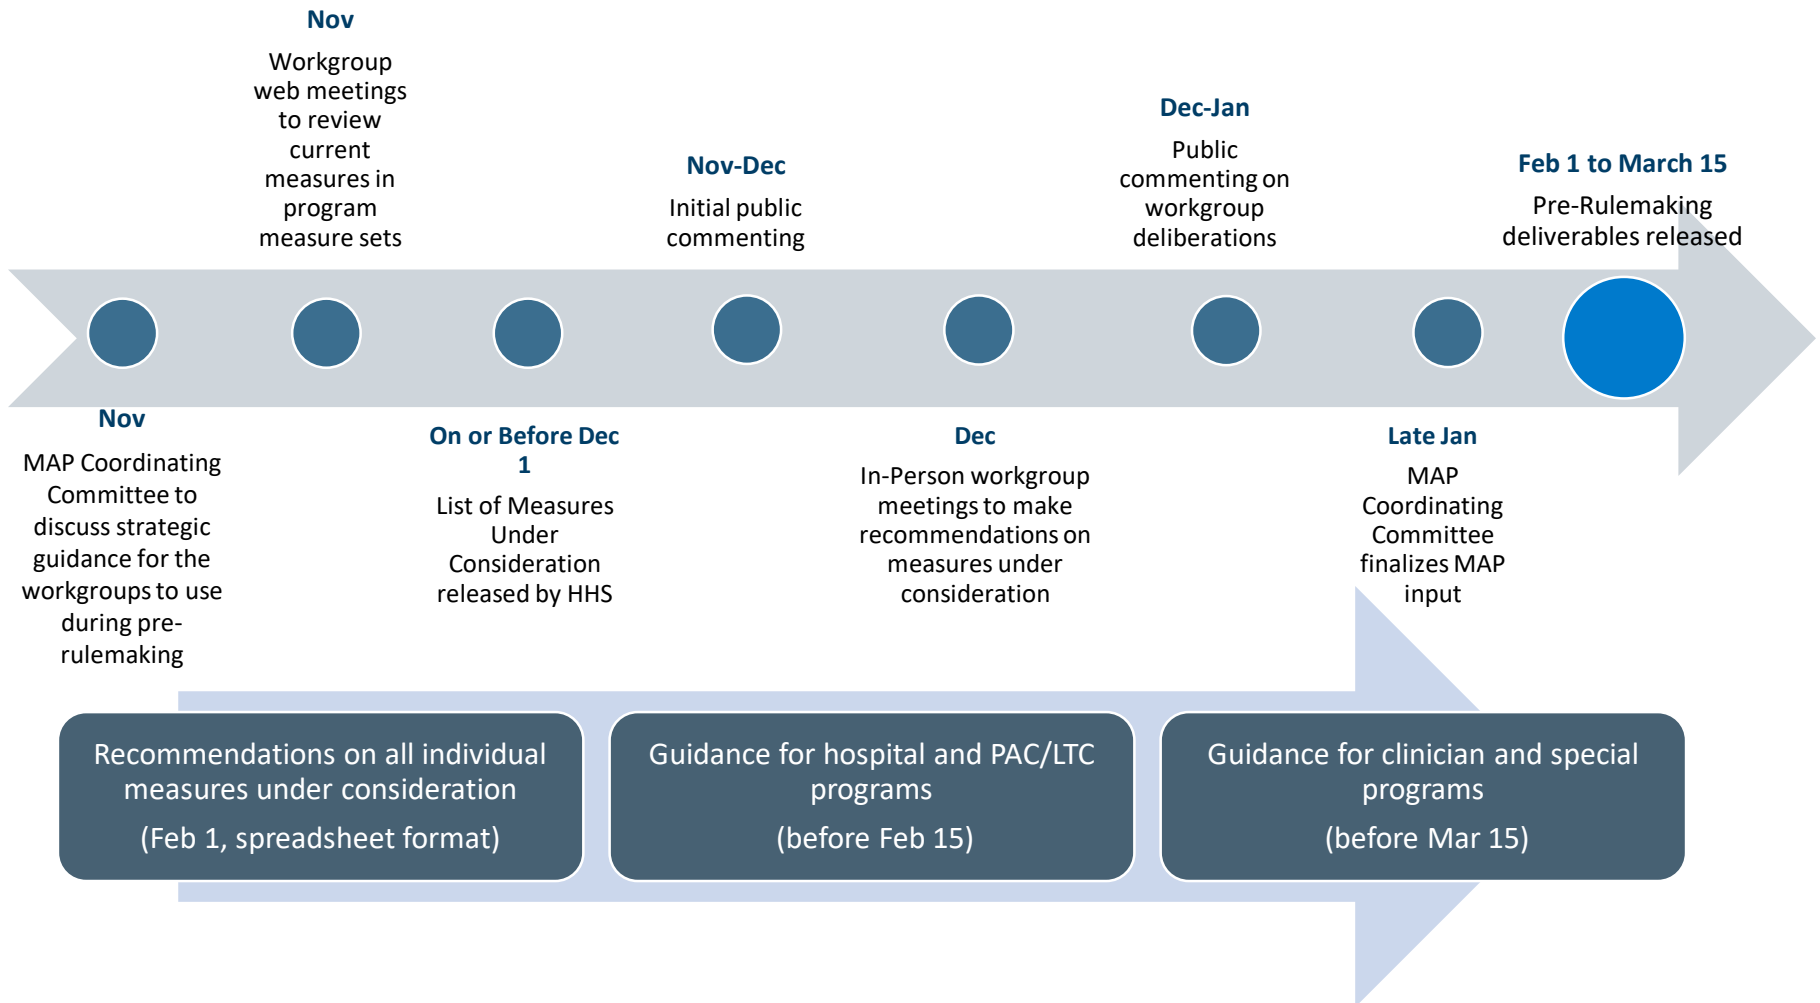 Nov
Workgroup
web meetings
to review
current
measures in
program
measure sets
Nov-Dec
Initial public
commenting
Dec-Jan
Public
commenting on
workgroup
deliberations
Feb 1 to March 15
Pre-Rulemaking
deliverables released
Nov
MAP Coordinating
Committee to
discuss strategic
guidance for the
workgroups to use
during pre-
rulemaking
On or Before Dec
1
List of Measures
Under
Consideration
released by HHS
Dec
In-Person workgroup
meetings to make
recommendations on
measures under
consideration
Late Jan
MAP
Coordinating
Committee
finalizes MAP
input
Recommendations on all individual
measures under consideration
(Feb 1, spreadsheet format)
Guidance for hospital and PAC/LTC
programs
(before Feb 15)
Guidance for clinician and special
programs
(before Mar 15)